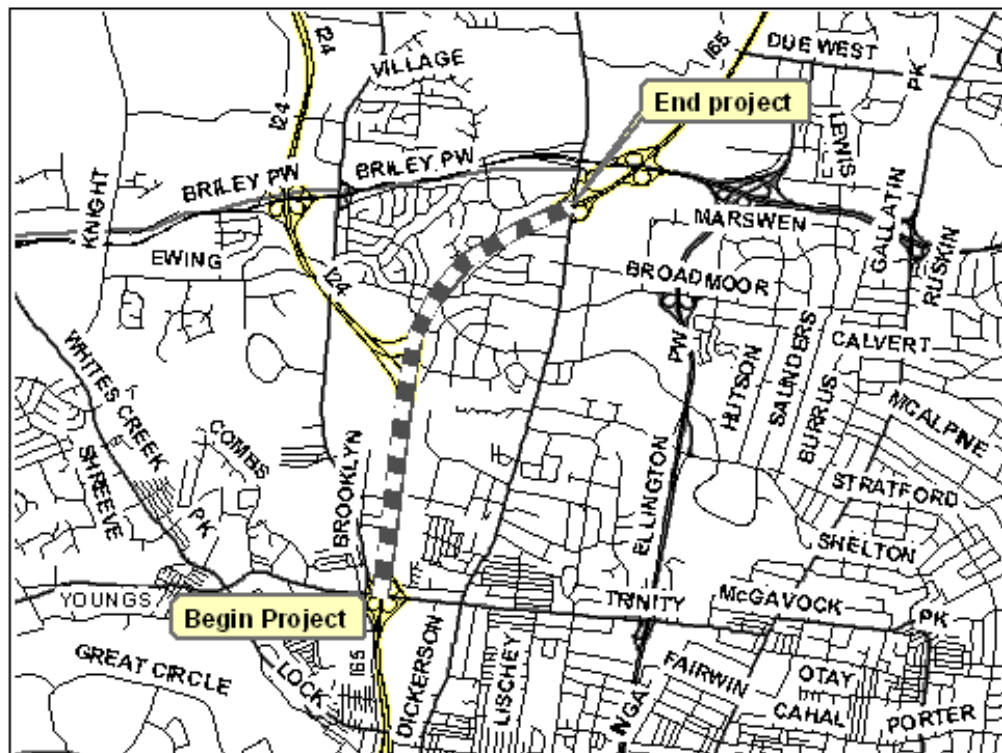 I24
I65
DUE WEST
VILLAGE
PK
End project
I24
LEWIS
BRILEY PW
BRILEY PW
KNIGHT
MARSWEN
GALLATIN
EWING
RUSKIN
BROADMOOR
I24
PW
SAUNDERS
CALVERT
WHITES CREEK
HUTSON
BURRUS
MCALPINE
COMBS
SHREEVE
BROOKLYN
STRATFORD
PK
ELLINGTON
SHELTON
YOUNGS
Begin Project
TRINITY
McGAVOCK
PK
GREAT CIRCLE
LOCK
I65
DICKERSON
LISCHEY
FAIRWIN
OTAY
CAHAL
PORTER